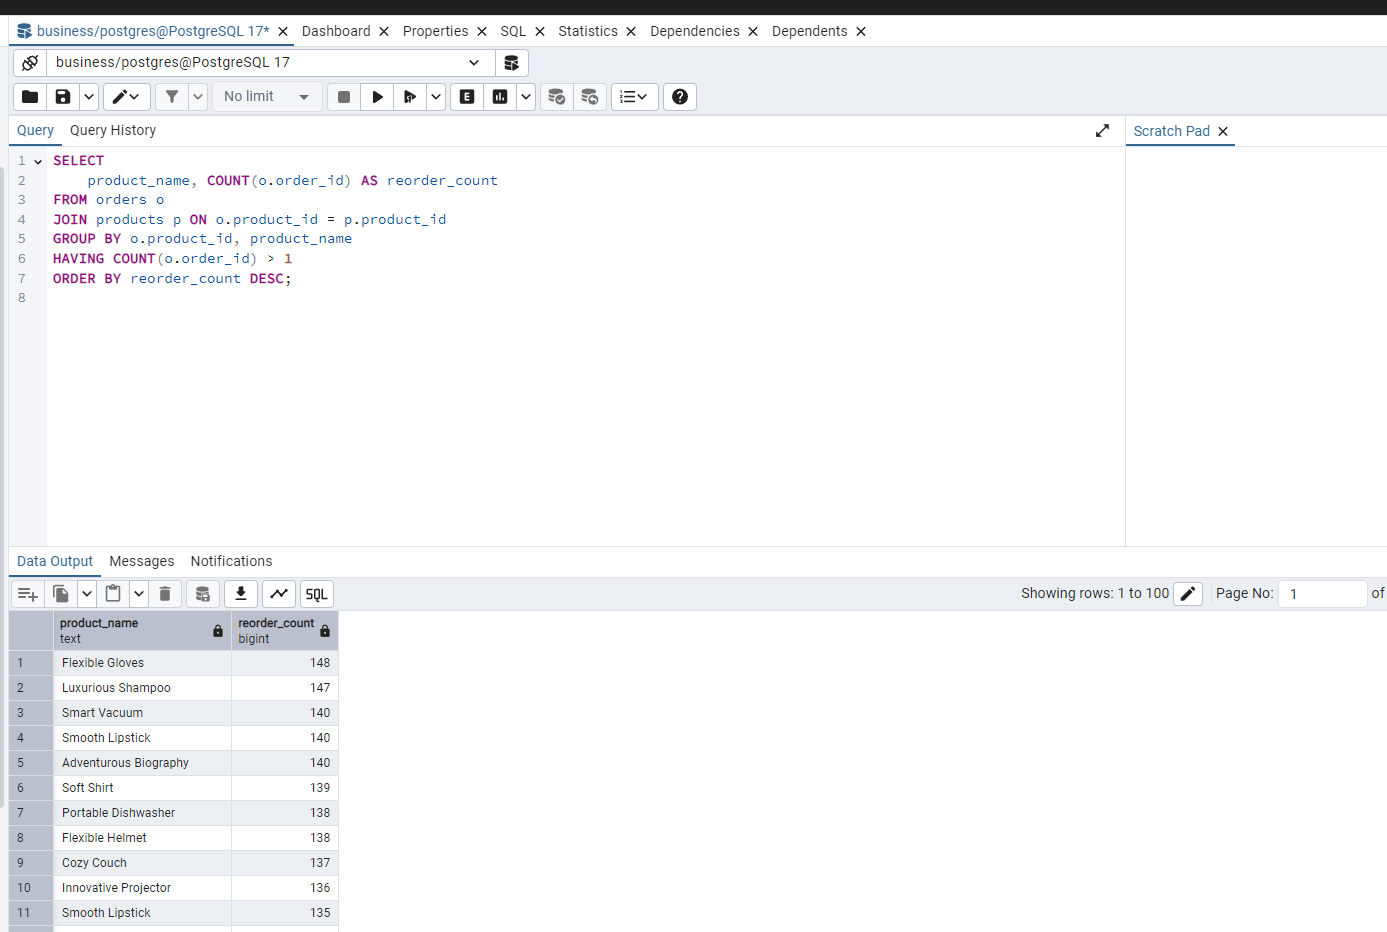 business/postgres@PostgreSQL 17* Dashboard Properties SQL Statistics Dependencies Dependents
business/postgres@PostgreSQL 17
No limit E
Query Query History Scratch Pad
1 SELECT
2 product_name, COUNT(o.order_id) AS reorder_count
3 FROM orders o
4 JOIN products p ON o.product_id = p.product_id
5 GROUP BY o.product_id, product_name
6 HAVING COUNT(o.order_id) > 1
7 ORDER BY reorder_count DESC;
8
Data Output Messages Notifications
SQL Showing rows: 1 to 100 Page No: 1 of
product_name reorder_count
text bigint
1 Flexible Gloves 148
2 Luxurious Shampoo 147
3 Smart Vacuum 140
4 Smooth Lipstick 140
5 Adventurous Biography 140
6 Soft Shirt 139
7 Portable Dishwasher 138
8 Flexible Helmet 138
9 Cozy Couch 137
10 Innovative Projector 136
11 Smooth Lipstick 135